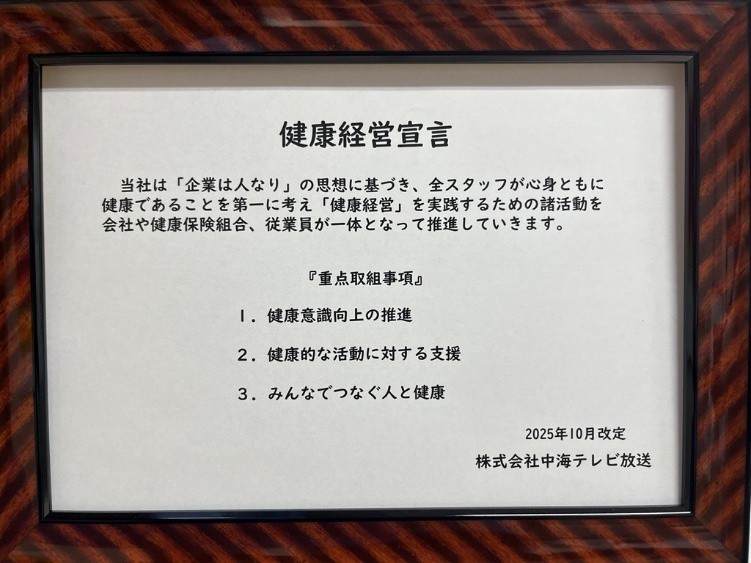 健康経営宣言
当社は「企業は人なり」の思想に基づき、全スタッフが心身ともに
健康であることを第一に考え「健康経営」を実践するための諸活動を
会社や健康保険組合、従業員が一体となって推進していきます。
『重点取組事項』
1．健康意識向上の推進
2．健康的な活動に対する支援
3．みんなでつなぐ人と健康
2025年10月改定
株式会社中海テレビ放送